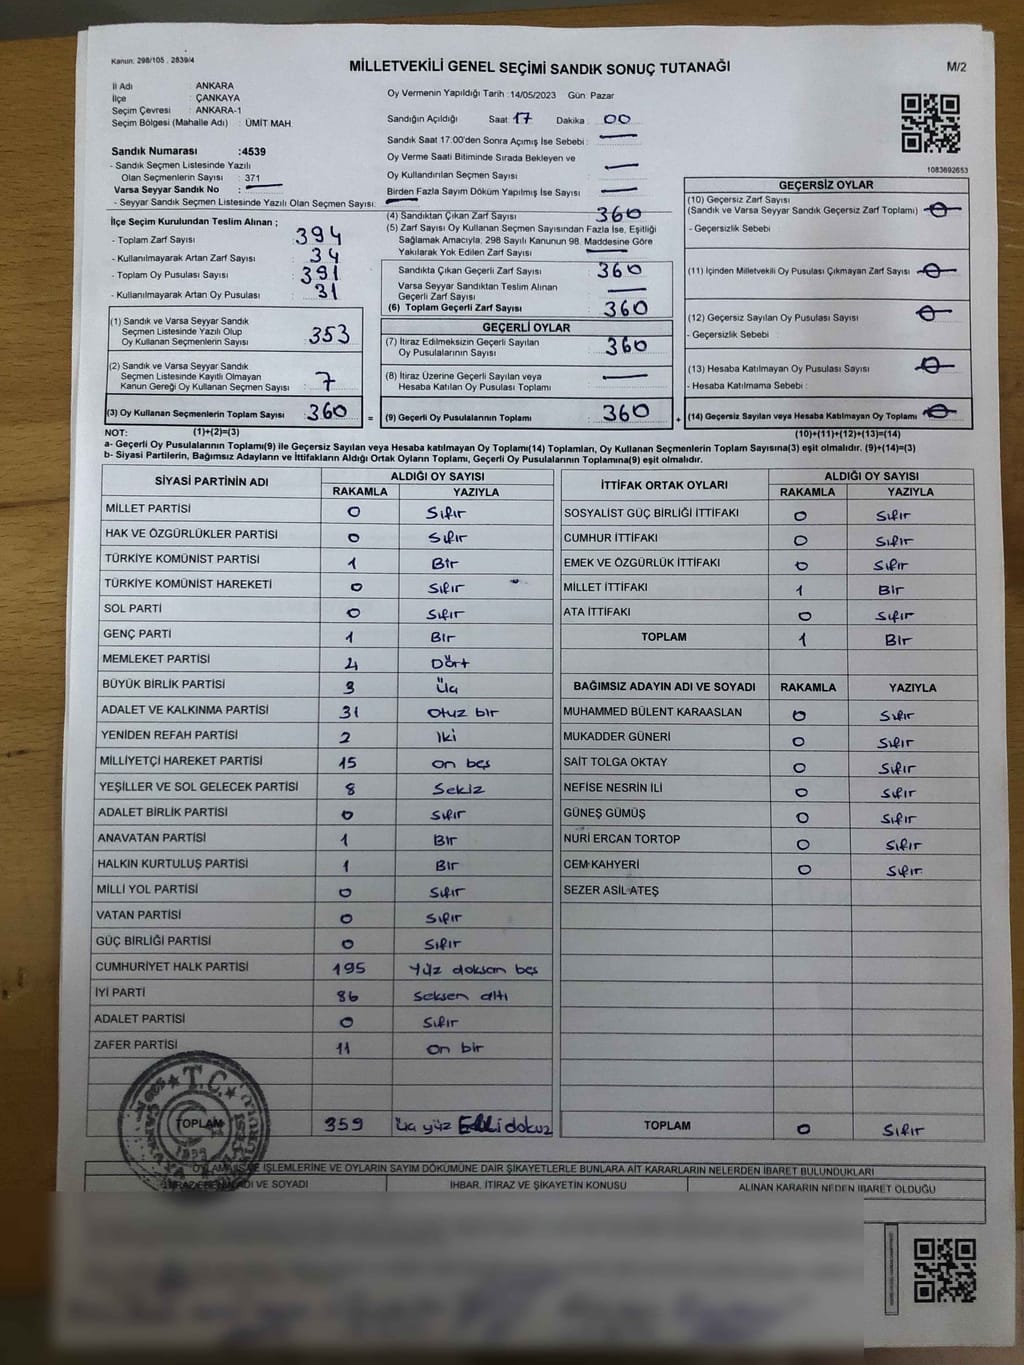 Kanun. 298/105 , 2839/4
MİLLETVEKİLİ GENEL SEÇİMİ SANDIK SONUÇ TUTANAĞI
M/2
İl Adı : ANKARA
İlçe : ÇANKAYA
Seçim Çevresi : ANKARA-1
Seçim Bölgesi (Mahalle Adı) : ÜMİT MAH.
Oy Vermenin Yapıldığı Tarih :14/05/2023 Gün: Pazar
Sandığın Açıldığı Saat 17 Dakika : 00
Sandık Saat 17.00'den Sonra Açımış İse Sebebi : —
Oy Verme Saati Bitiminde Sırada Bekleyen ve
Oy Kullandırılan Seçmen Sayısı : —
Birden Fazla Sayım Döküm Yapılmış İse Sayısı : —
1083692653
Sandık Numarası :4539
- Sandık Seçmen Listesinde Yazılı
Olan Seçmenlerin Sayısı : 371
Varsa Seyyar Sandık No : —
- Seyyar Sandık Seçmen Listesinde Yazılı Olan Seçmen Sayısı: —
İlçe Seçim Kurulundan Teslim Alınan ;
- Toplam Zarf Sayısı : 394
- Kullanılmayarak Artan Zarf Sayısı : 34
- Toplam Oy Pusulası Sayısı : 391
- Kullanılmayarak Artan Oy Pusulası : 31
(1) Sandık ve Varsa Seyyar Sandık
Seçmen Listesinde Yazılı Olup
Oy Kullanan Seçmenlerin Sayısı : 353
(2) Sandık ve Varsa Seyyar Sandık
Seçmen Listesinde Kayıtlı Olmayan
Kanun Gereği Oy Kullanan Seçmen Sayısı : 7
(3) Oy Kullanan Seçmenlerin Toplam Sayısı : 360 =
(4) Sandıktan Çıkan Zarf Sayısı : 360
(5) Zarf Sayısı Oy Kullanan Seçmen Sayısından Fazla İse, Eşitliği
Sağlamak Amacıyla; 298 Sayılı Kanunun 98. Maddesine Göre
Yakılarak Yok Edilen Zarf Sayısı : —
Sandıkta Çıkan Geçerli Zarf Sayısı : 360
Varsa Seyyar Sandıktan Teslim Alınan
Geçerli Zarf Sayısı : —
(6) Toplam Geçerli Zarf Sayısı : 360
GEÇERLİ OYLAR
(7) İtiraz Edilmeksizin Geçerli Sayılan
Oy Pusulalarının Sayısı : 360
(8) İtiraz Üzerine Geçerli Sayılan veya
Hesaba Katılan Oy Pusulası Toplamı : —
(9) Geçerli Oy Pusulalarının Toplamı : 360 +
GEÇERSİZ OYLAR
(10) Geçersiz Zarf Sayısı
(Sandık ve Varsa Seyyar Sandık Geçersiz Zarf Toplamı) : 0
- Geçersizlik Sebebi :
(11) İçinden Milletvekili Oy Pusulası Çıkmayan Zarf Sayısı : 0
(12) Geçersiz Sayılan Oy Pusulası Sayısı : 0
- Geçersizlik Sebebi :
(13) Hesaba Katılmayan Oy Pusulası Sayısı : 0
- Hesaba Katılmama Sebebi :
(14) Geçersiz Sayılan veya Hesaba Katılmayan Oy Toplamı : 0
NOT: (1)+(2)=(3)
(10)+(11)+(12)+(13)=(14)
a- Geçerli Oy Pusulalarının Toplamı(9) ile Geçersiz Sayılan veya Hesaba katılmayan Oy Toplamı(14) Toplamları, Oy Kullanan Seçmenlerin Toplam Sayısına(3) eşit olmalıdır. (9)+(14)=(3)
b- Siyasi Partilerin, Bağımsız Adayların ve İttifakların Aldığı Ortak Oyların Toplamı, Geçerli Oy Pusulalarının Toplamına(9) eşit olmalıdır.
SİYASİ PARTİNİN ADI ALDIĞI OY SAYISI
RAKAMLA YAZIYLA
MİLLET PARTİSİ 0 Sıfır
HAK VE ÖZGÜRLÜKLER PARTİSİ 0 Sıfır
TÜRKİYE KOMÜNİST PARTİSİ 1 Bir
TÜRKİYE KOMÜNİST HAREKETİ 0 Sıfır
SOL PARTİ 0 Sıfır
GENÇ PARTİ 1 Bir
MEMLEKET PARTİSİ 4 Dört
BÜYÜK BİRLİK PARTİSİ 3 Üç
ADALET VE KALKINMA PARTİSİ 31 Otuz bir
YENİDEN REFAH PARTİSİ 2 Iki
MİLLİYETÇİ HAREKET PARTİSİ 15 on beş
YEŞİLLER VE SOL GELECEK PARTİSİ 8 Sekiz
ADALET BİRLİK PARTİSİ 0 Sıfır
ANAVATAN PARTİSİ 1 Bir
HALKIN KURTULUŞ PARTİSİ 1 Bir
MİLLİ YOL PARTİSİ 0 Sıfır
VATAN PARTİSİ 0 Sıfır
GÜÇ BİRLİĞİ PARTİSİ 0 Sıfır
CUMHURİYET HALK PARTİSİ 195 Yüz doksan beş
İYİ PARTİ 86 Seksen altı
ADALET PARTİSİ 0 Sıfır
ZAFER PARTİSİ 11 on bir
TOPLAM 359 Üç yüz Elli dokuz
İTTİFAK ORTAK OYLARI ALDIĞI OY SAYISI
RAKAMLA YAZIYLA
SOSYALİST GÜÇ BİRLİĞİ İTTİFAKI 0 Sıfır
CUMHUR İTTİFAKI 0 Sıfır
EMEK VE ÖZGÜRLÜK İTTİFAKI 0 Sıfır
MİLLET İTTİFAKI 1 Bir
ATA İTTİFAKI 0 Sıfır
TOPLAM 1 Bir
BAĞIMSIZ ADAYIN ADI VE SOYADI RAKAMLA YAZIYLA
MUHAMMED BÜLENT KARAASLAN 0 Sıfır
MUKADDER GÜNERİ 0 Sıfır
SAİT TOLGA OKTAY 0 Sıfır
NEFİSE NESRİN İLİ 0 Sıfır
GÜNEŞ GÜMÜŞ 0 Sıfır
NURİ ERCAN TORTOP 0 Sıfır
CEM KAHYERİ 0 Sıfır
SEZER ASİL ATEŞ
TOPLAM 0 Sıfır
T.C.
İŞLEMLERİNE VE OYLARIN SAYIM DÖKÜMÜNE DAİR ŞİKAYETLERLE BUNLARA AİT KARARLARIN NELERDEN İBARET BULUNDUKLARI
ADI VE SOYADI İHBAR, İTİRAZ VE ŞİKAYETİN KONUSU ALINAN KARARIN NEDEN IBARET OLDUĞU